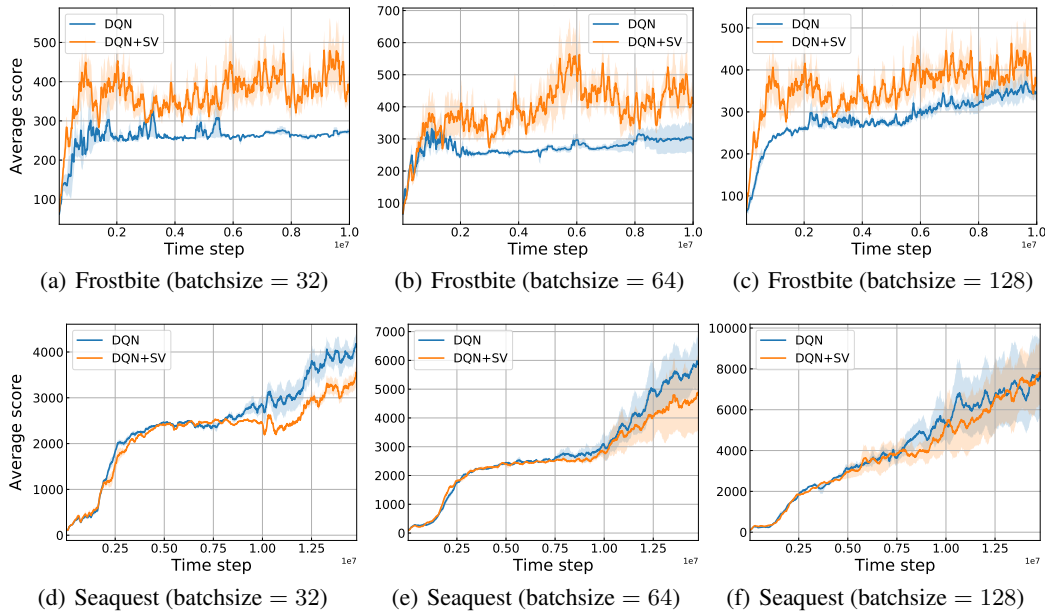 DQN
DQN+SV
Average score
500
400
300
200
100
0.2 0.4 0.6 0.8 1.0
1e7
Time step
(a) Frostbite (batchsize = 32)
DQN
DQN+SV
700
600
500
400
300
200
100
0.2 0.4 0.6 0.8 1.0
1e7
Time step
(b) Frostbite (batchsize = 64)
DQN
DQN+SV
500
400
300
200
100
0.2 0.4 0.6 0.8 1.0
1e7
Time step
(c) Frostbite (batchsize = 128)
DQN
DQN+SV
Average score
4000
3000
2000
1000
0
0.25 0.50 0.75 1.00 1.25
1e7
Time step
(d) Seaquest (batchsize = 32)
DQN
DQN+SV
7000
6000
5000
4000
3000
2000
1000
0
0.25 0.50 0.75 1.00 1.25
1e7
Time step
(e) Seaquest (batchsize = 64)
DQN
DQN+SV
10000
8000
6000
4000
2000
0
0.25 0.50 0.75 1.00 1.25
1e7
Time step
(f) Seaquest (batchsize = 128)